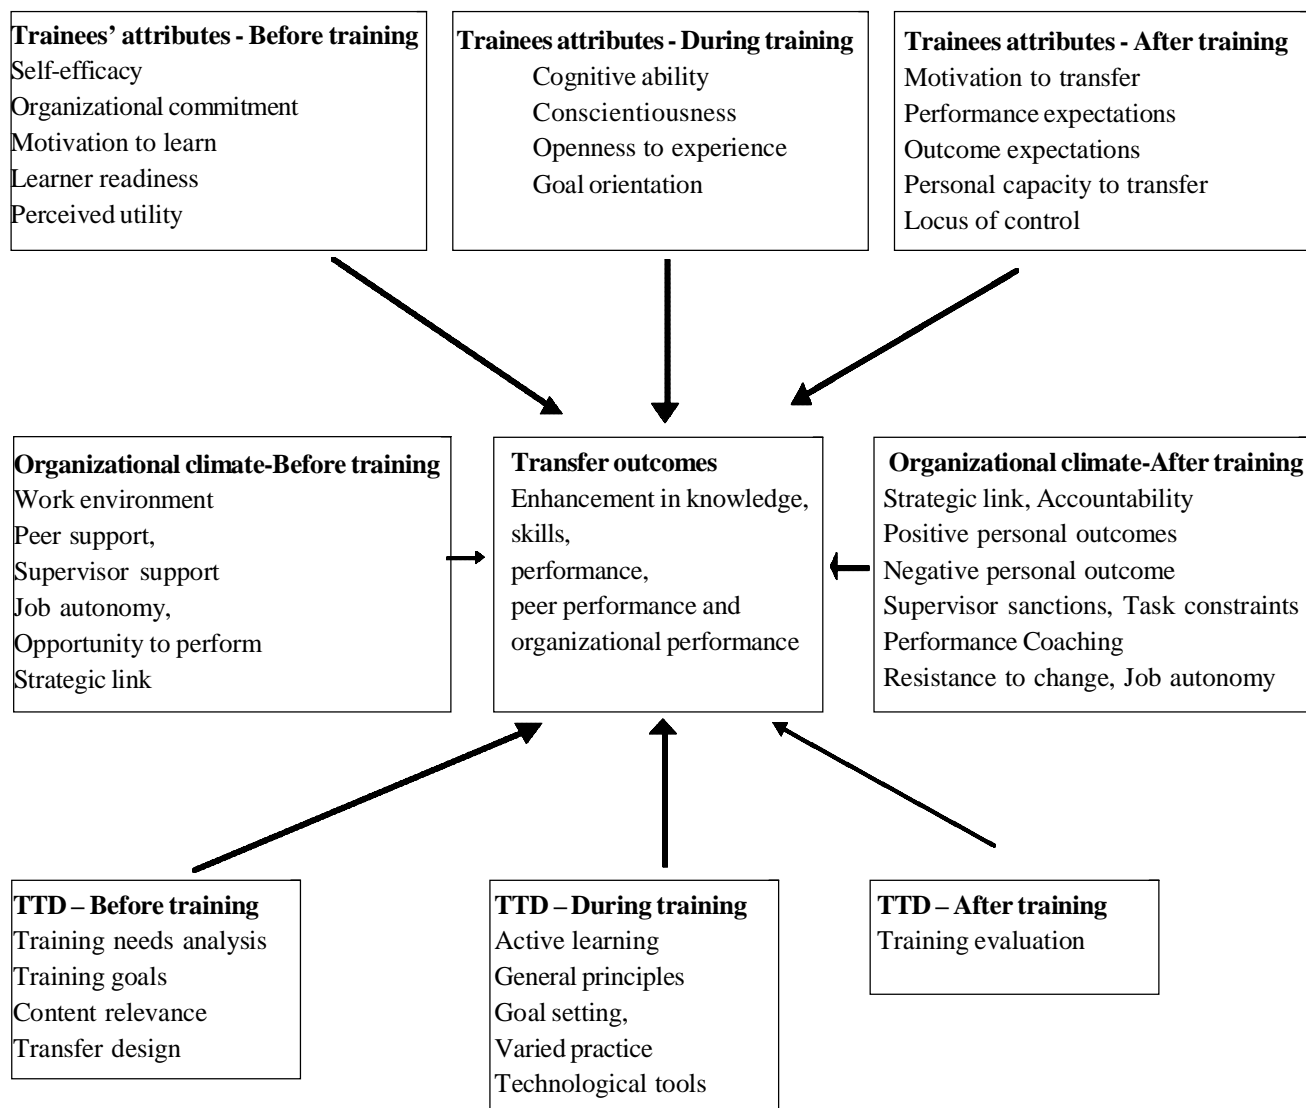 Trainees’ attributes - Before training
Self-efficacy
Organizational commitment
Motivation to learn
Learner readiness
Perceived utility
Trainees attributes - During training
Cognitive ability
Conscientiousness
Openness to experience
Goal orientation
Trainees attributes - After training
Motivation to transfer
Performance expectations
Outcome expectations
Personal capacity to transfer
Locus of control
Organizational climate-Before training
Work environment
Peer support,
Supervisor support
Job autonomy,
Opportunity to perform
Strategic link
Transfer outcomes
Enhancement in knowledge,
skills,
performance,
peer performance and
organizational performance
Organizational climate-After training
Strategic link, Accountability
Positive personal outcomes
Negative personal outcome
Supervisor sanctions, Task constraints
Performance Coaching
Resistance to change, Job autonomy
TTD – Before training
Training needs analysis
Training goals
Content relevance
Transfer design
TTD – During training
Active learning
General principles
Goal setting,
Varied practice
Technological tools
TTD – After training
Training evaluation